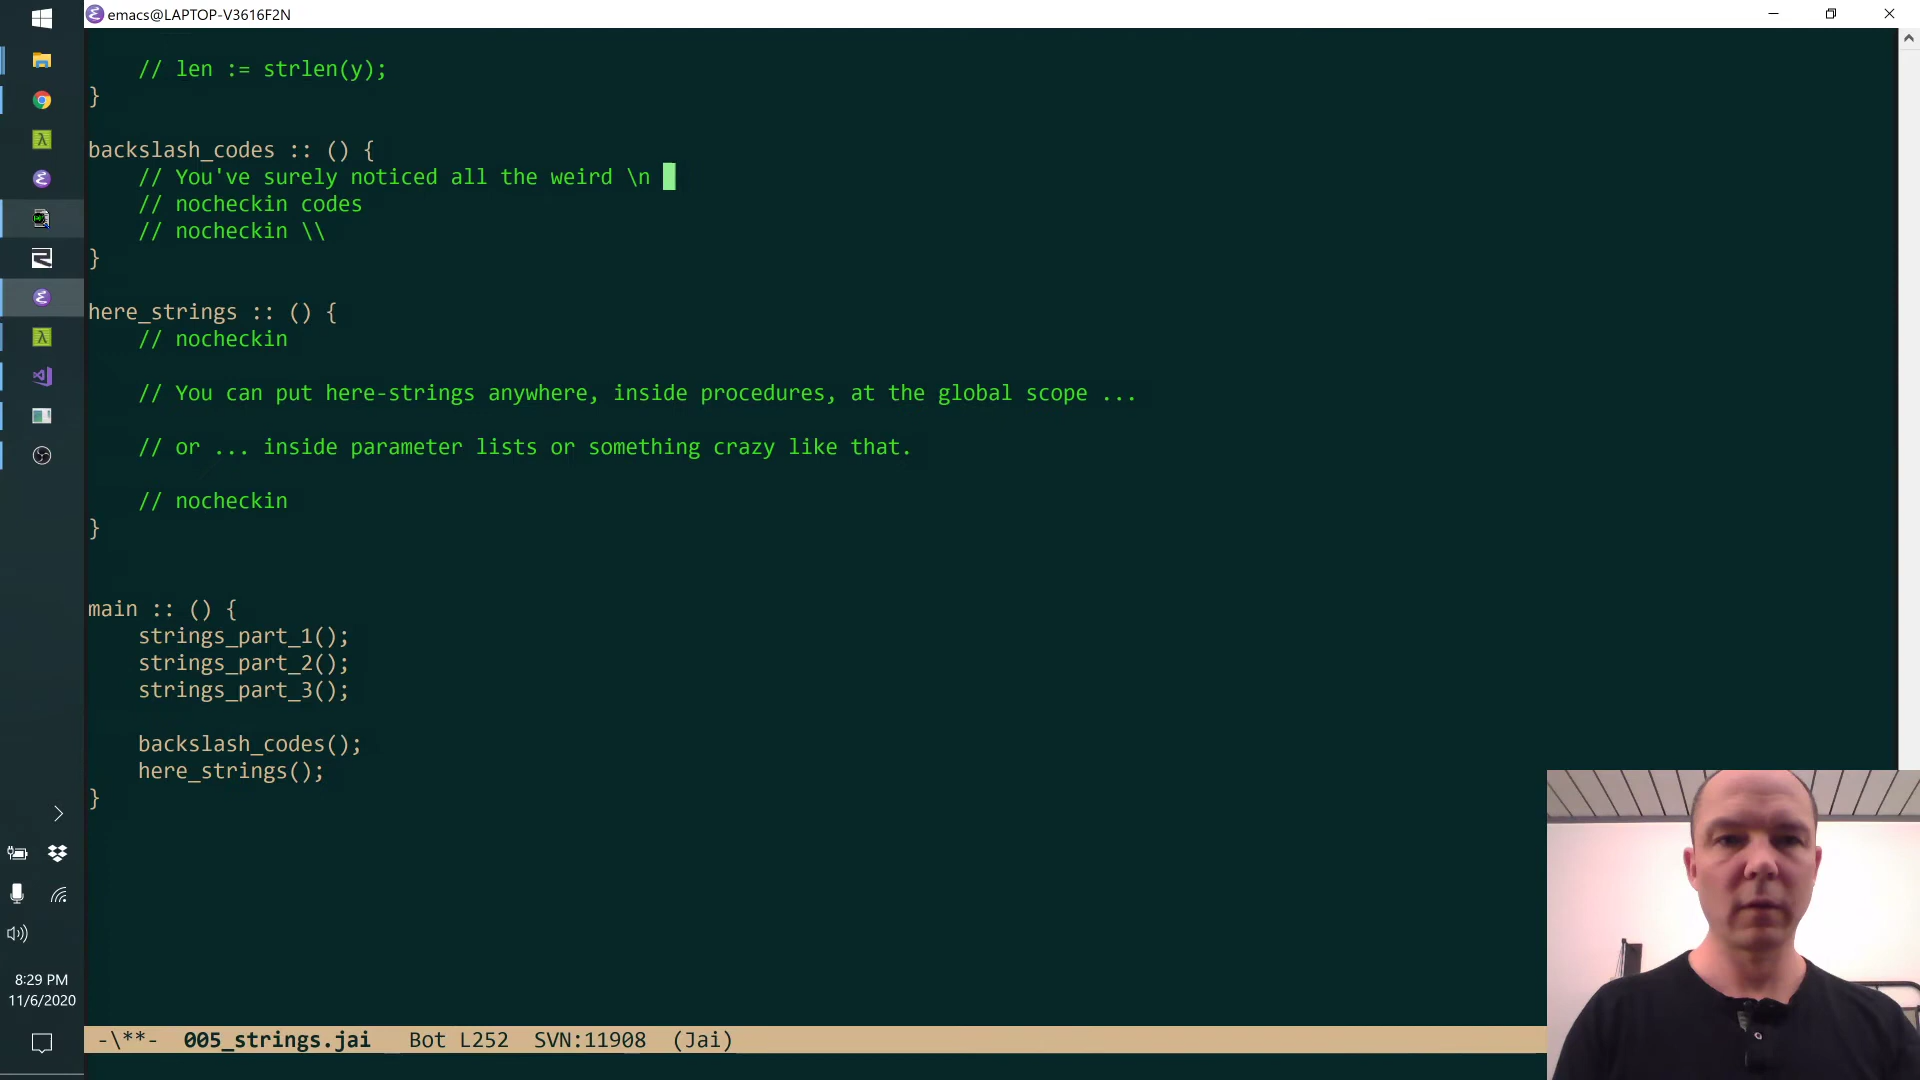 emacs@LAPTOP-V3616F2N
// len := strlen(y);
}
backslash_codes :: () {
// You've surely noticed all the weird \n
// nocheckin codes
// nocheckin \\
}
here_strings :: () {
// nocheckin
// You can put here-strings anywhere, inside procedures, at the global scope ...
// or ... inside parameter lists or something crazy like that.
// nocheckin
}
main :: () {
strings_part_1();
strings_part_2();
strings_part_3();
backslash_codes();
here_strings();
}
8:29 PM
11/6/2020
-\**- 005_strings.jai Bot L252 SVN:11908 (Jai)